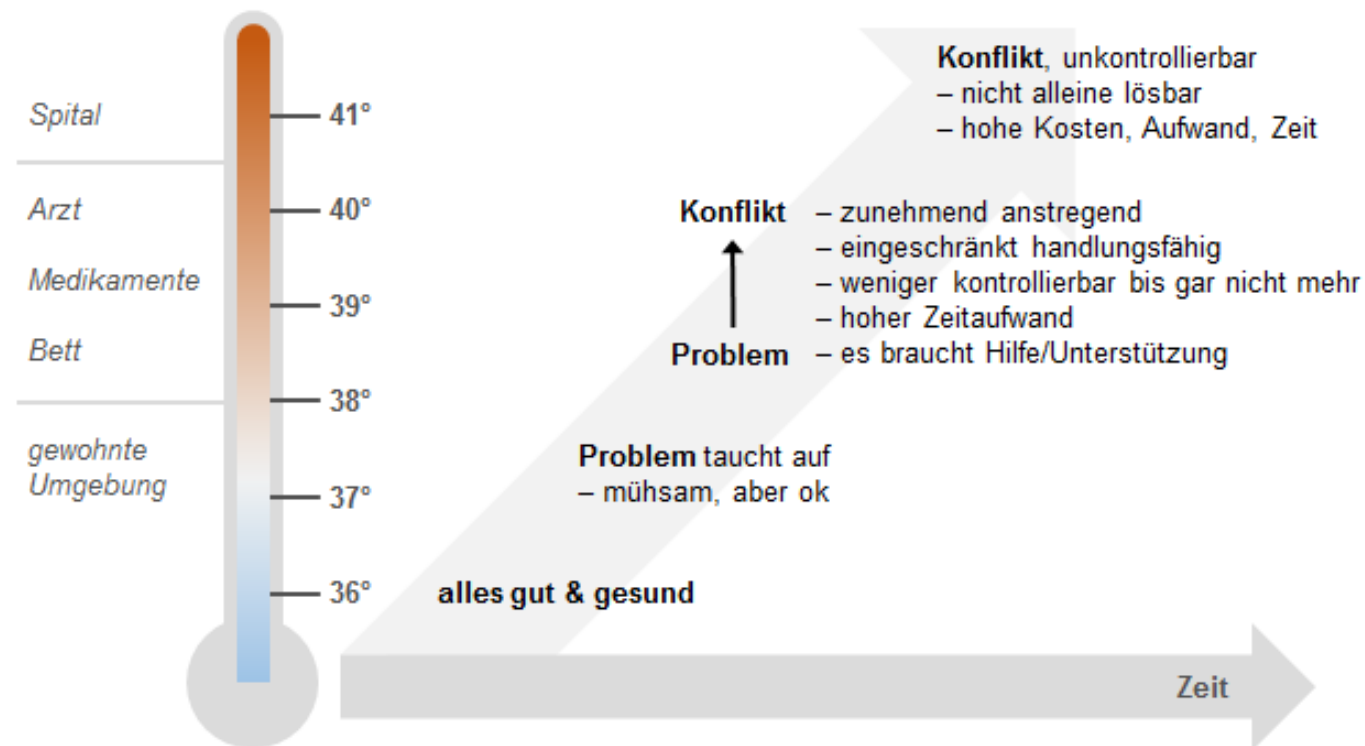 Spital
Arzt
Medikamente
Bett
gewohnte
Umgebung
41°
40°
39°
38°
37°
36°
Konflikt, unkontrollierbar
– nicht alleine lösbar
– hohe Kosten, Aufwand, Zeit
Konflikt – zunehmend anstregend
– eingeschränkt handlungsfähig
– weniger kontrollierbar bis gar nicht mehr
– hoher Zeitaufwand
Problem – es braucht Hilfe/Unterstützung
Problem taucht auf
– mühsam, aber ok
alles gut & gesund
Zeit